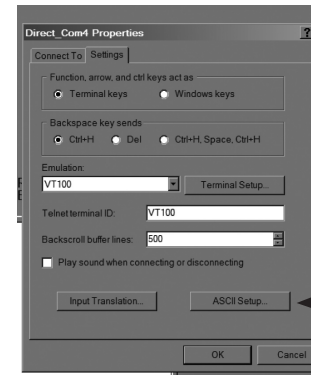 Direct_Com4 Properties ?
Connect To Settings
Function, arrow, and ctrl keys act as
Terminal keys Windows keys
Backspace key sends
Ctrl+H Del Ctrl+H, Space, Ctrl+H
Emulation:
VT100 Terminal Setup...
Telnet terminal ID: VT100
Backscroll buffer lines: 500
Play sound when connecting or disconnecting
Input Translation... ASCII Setup...
OK Cancel